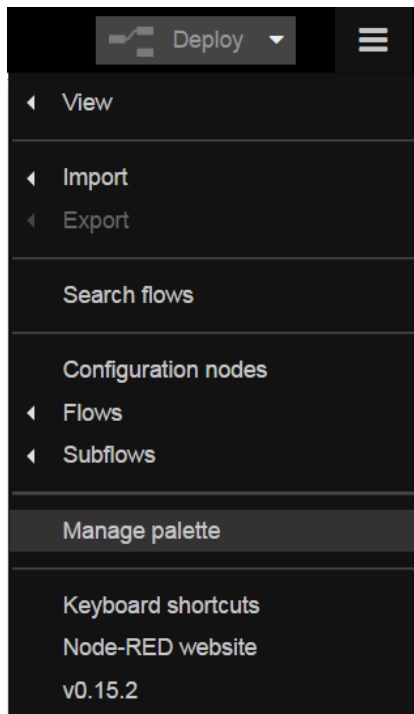 Deploy
View
Import
Export
Search flows
Configuration nodes
Flows
Subflows
Manage palette
Keyboard shortcuts
Node-RED website
v0.15.2